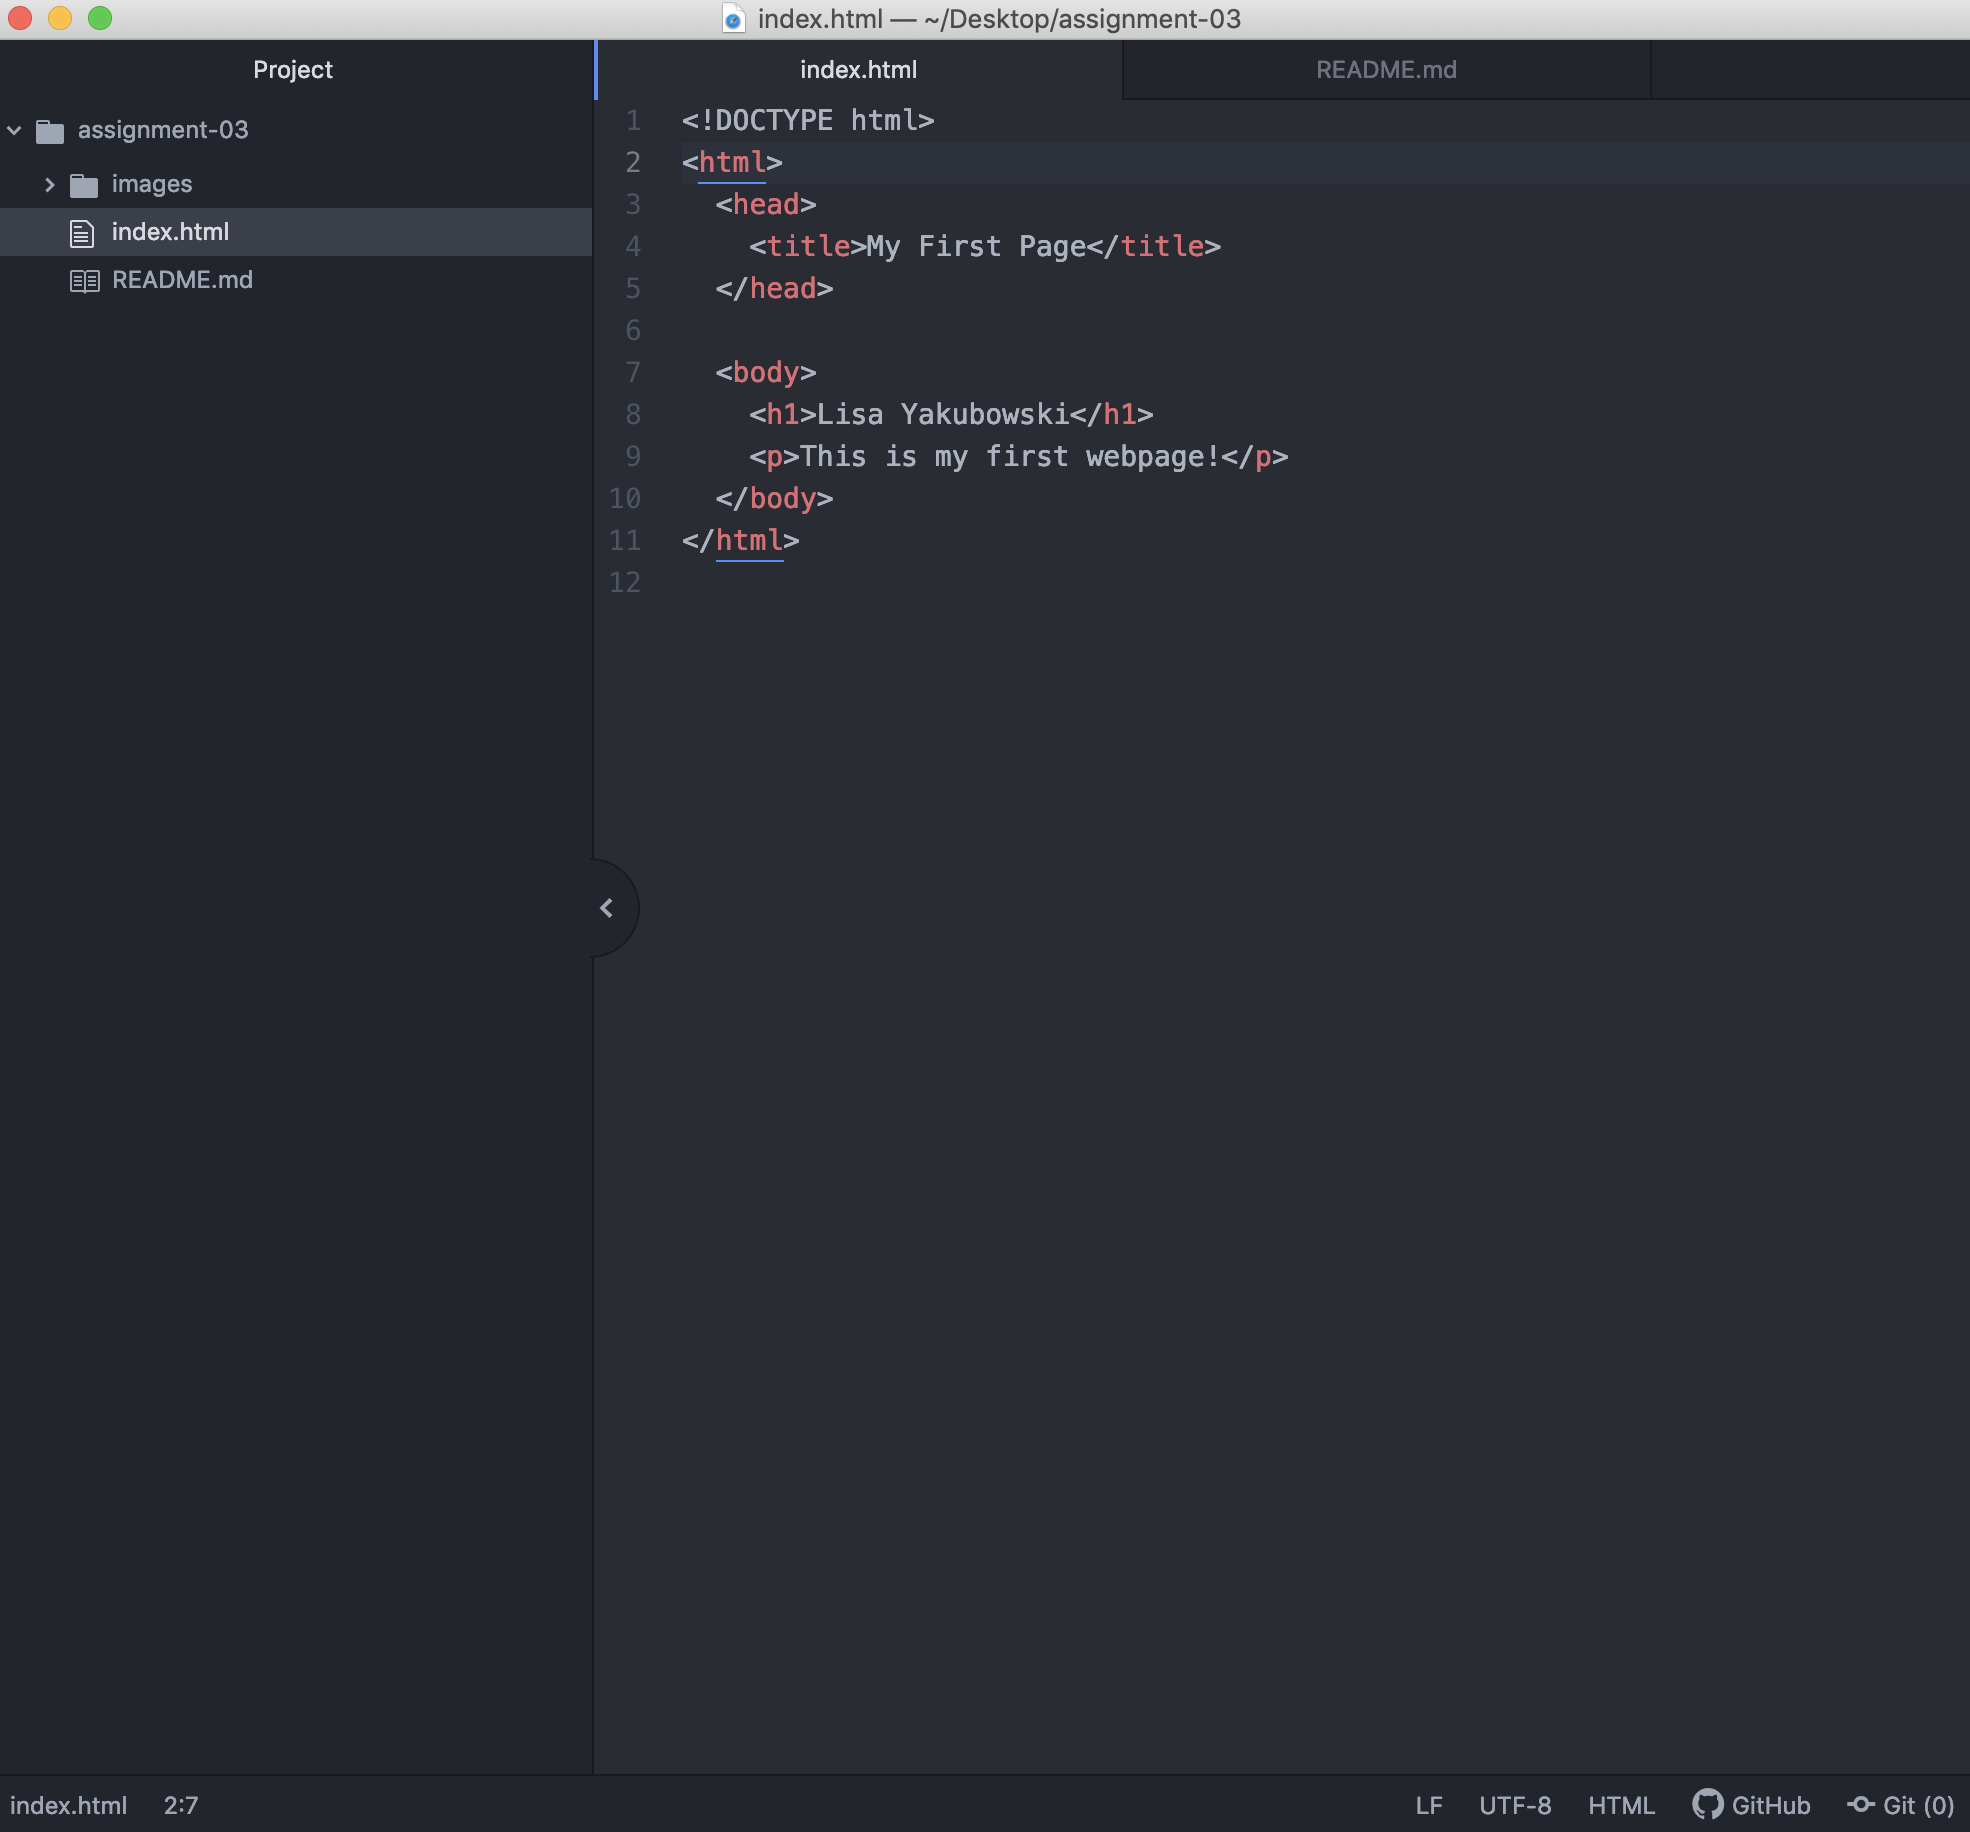 index.html — ~/Desktop/assignment-03
Project
index.html
README.md
assignment-03
images
index.html
README.md
1 <!DOCTYPE html>
2 <html>
3   <head>
4     <title>My First Page</title>
5   </head>
6
7   <body>
8     <h1>Lisa Yakubowski</h1>
9     <p>This is my first webpage!</p>
10   </body>
11 </html>
12
index.html 2:7 LF UTF-8 HTML GitHub Git (0)